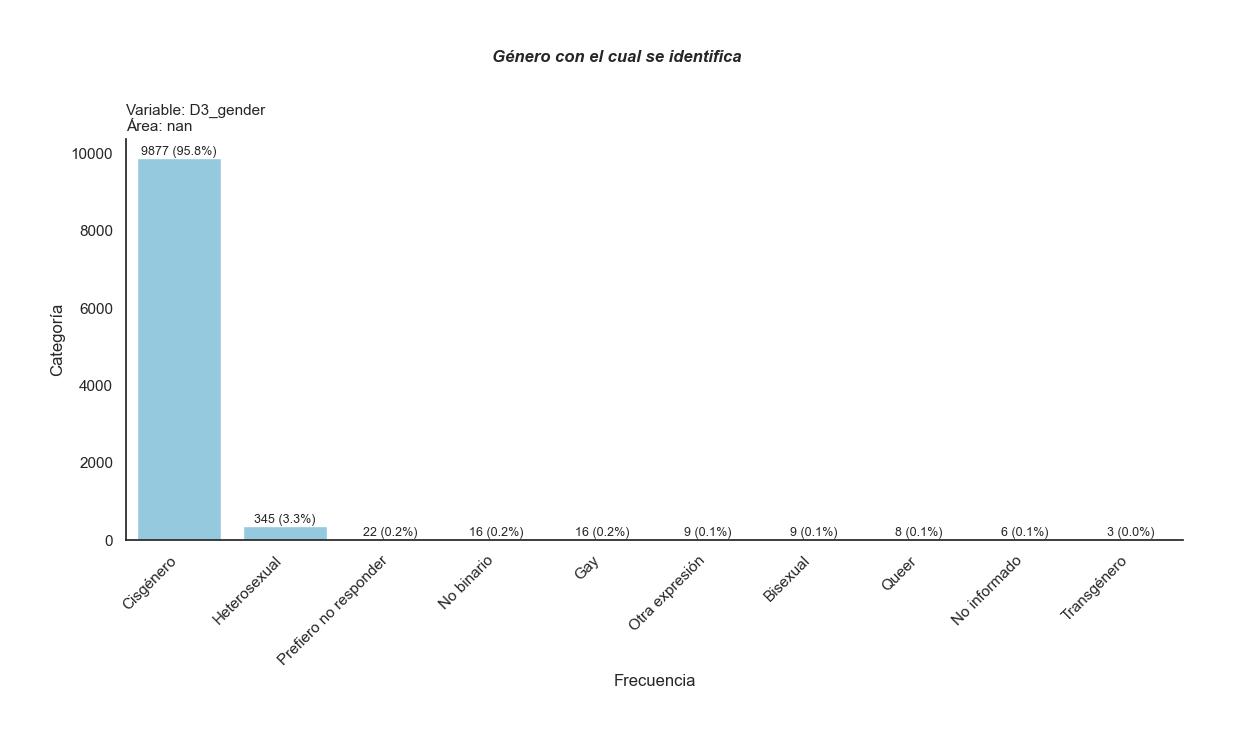 Género con el cual se identifica
Variable: D3_gender
Área: nan
10000
8000
6000
4000
2000
0
Categoría
9877 (95.8%)
345 (3.3%)
22 (0.2%)
16 (0.2%)
16 (0.2%)
9 (0.1%)
9 (0.1%)
8 (0.1%)
6 (0.1%)
3 (0.0%)
Cisgénero
Heterosexual
Prefiero no responder
No binario
Gay
Otra expresión
Bisexual
Queer
No informado
Transgénero
Frecuencia